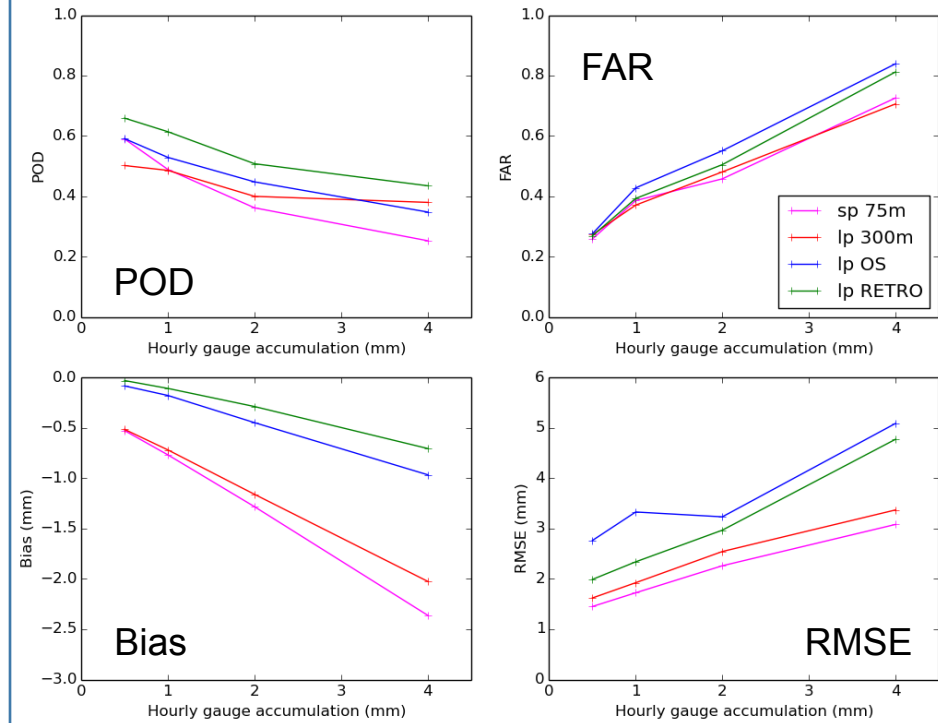 1.0
0.8
0.6
0.4
0.2
0.0
POD
POD
0 1 2 3 4
Hourly gauge accumulation (mm)
1.0
0.8
0.6
0.4
0.2
0.0
FAR
FAR
sp 75m
lp 300m
lp OS
lp RETRO
0 1 2 3 4
Hourly gauge accumulation (mm)
0.0
−0.5
−1.0
−1.5
−2.0
−2.5
−3.0
Bias (mm)
Bias
0 1 2 3 4
Hourly gauge accumulation (mm)
6
5
4
3
2
1
0
RMSE (mm)
RMSE
0 1 2 3 4
Hourly gauge accumulation (mm)